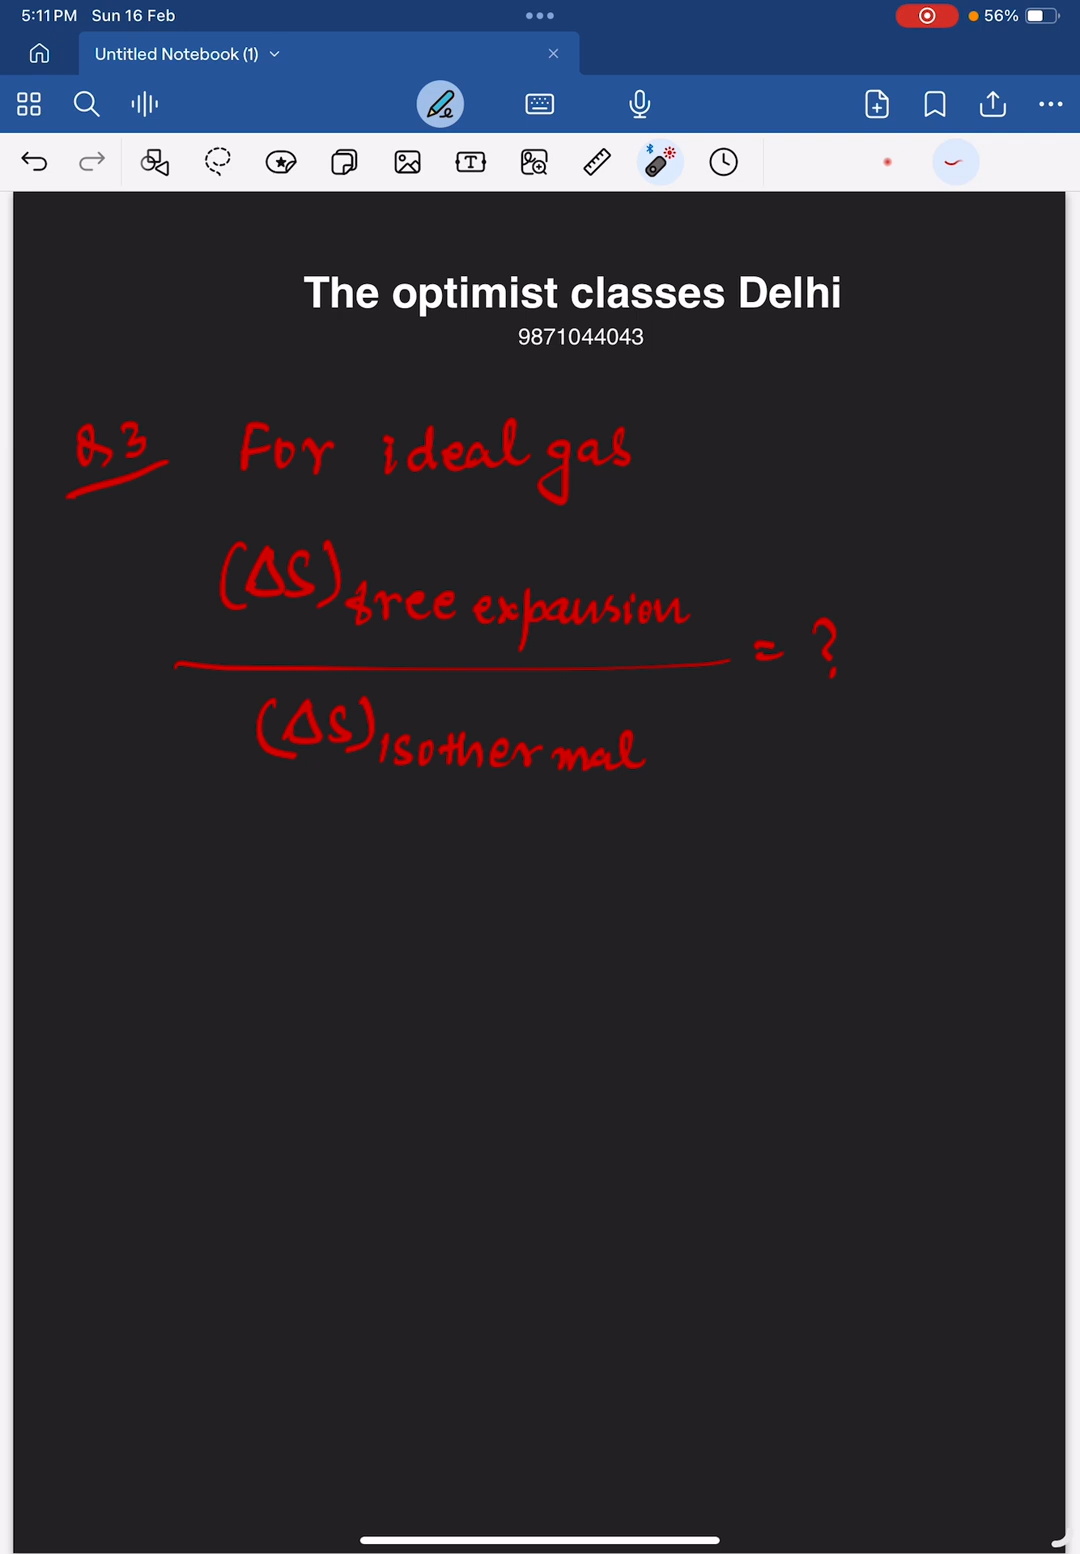 5:11 PM Sun 16 Feb
56%
Untitled Notebook (1)
The optimist classes Delhi
9871044043
Q3 For ideal gas
(ΔS) free expansion
= ?
(ΔS) isothermal